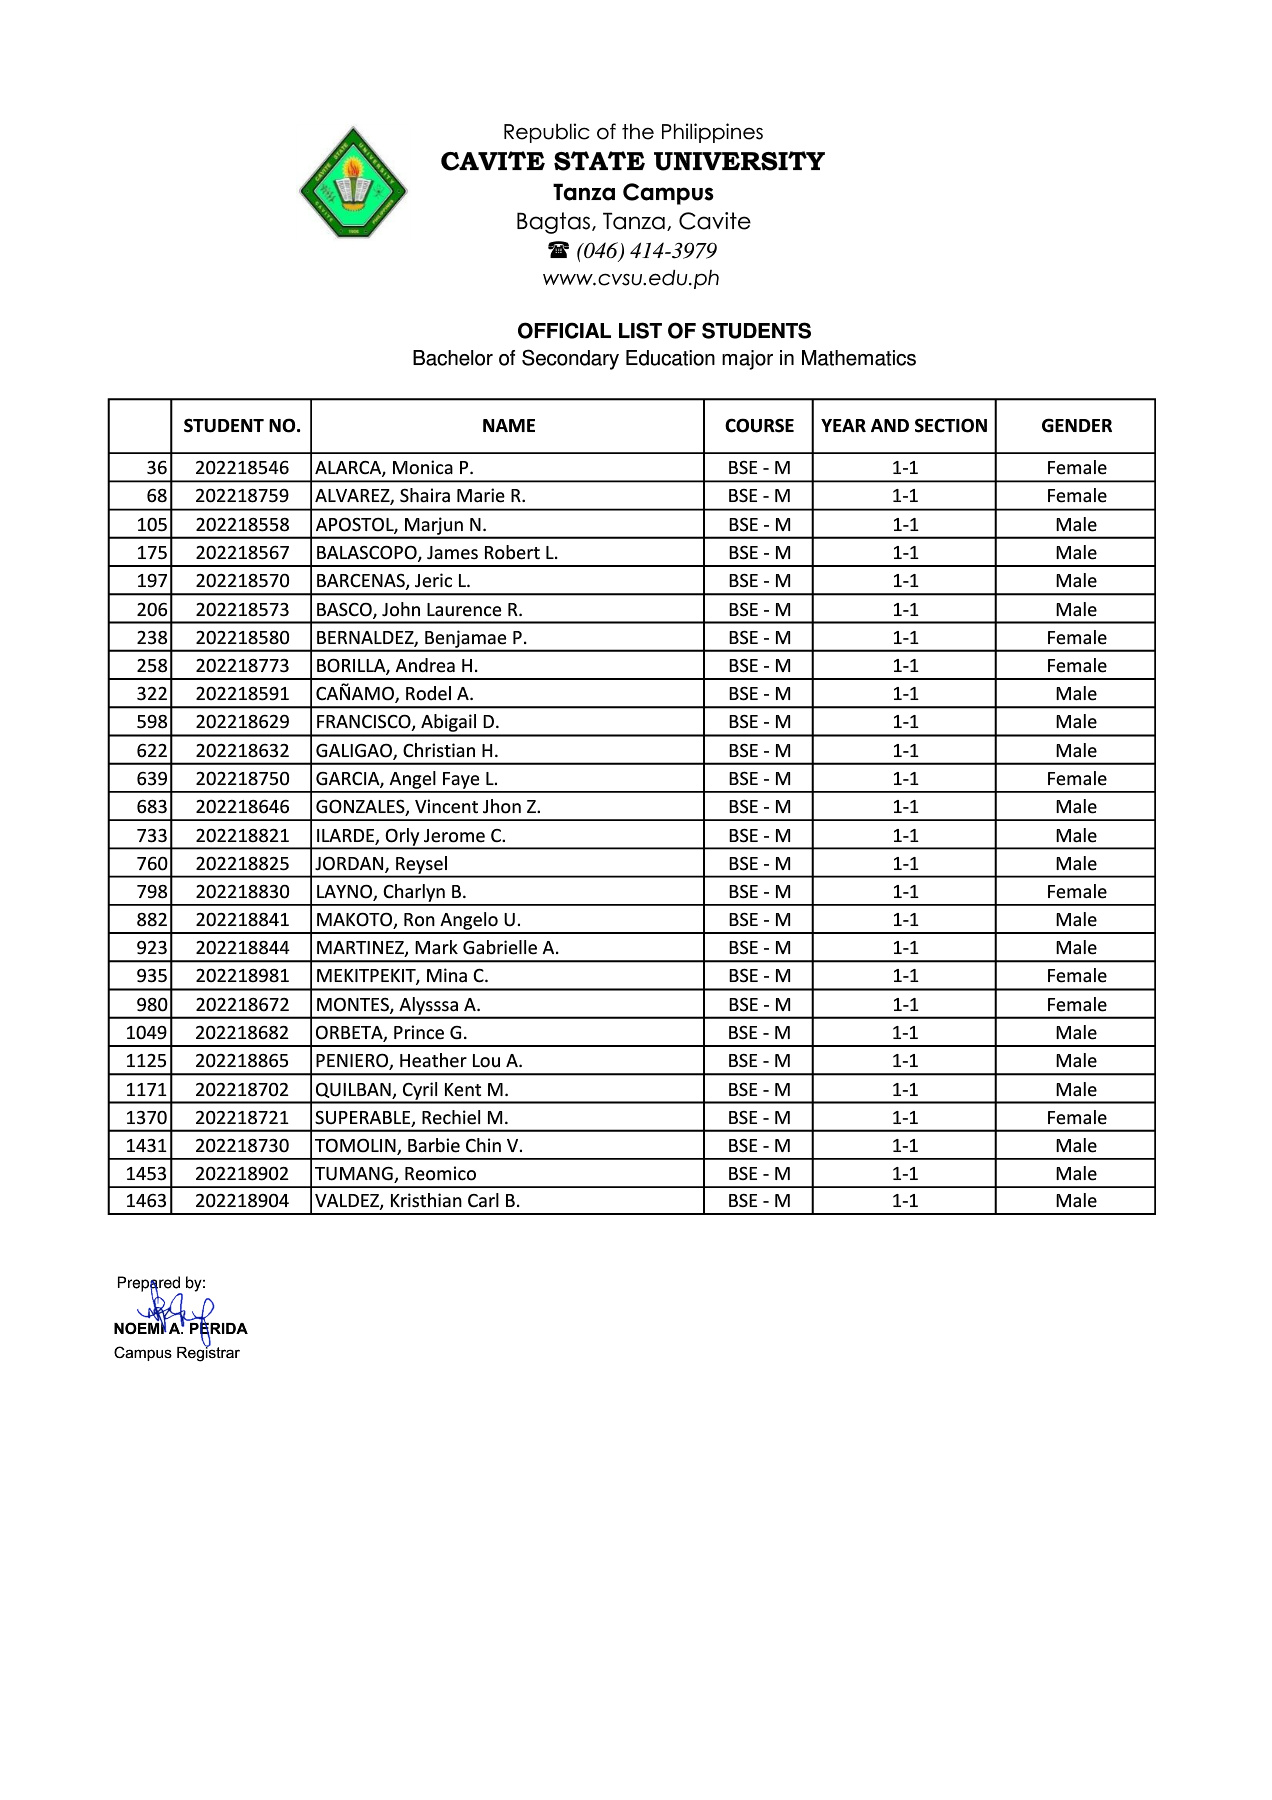 Republic of the Philippines
CAVITE STATE UNIVERSITY
Tanza Campus
Bagtas, Tanza, Cavite
☎ (046) 414-3979
www.cvsu.edu.ph
CAVITE STATE UNIVERSITY
CAVITE PHILIPPINES
OFFICIAL LIST OF STUDENTS
Bachelor of Secondary Education major in Mathematics
STUDENT NO. NAME COURSE YEAR AND SECTION GENDER
36 202218546 ALARCA, Monica P. BSE - M 1-1 Female
68 202218759 ALVAREZ, Shaira Marie R. BSE - M 1-1 Female
105 202218558 APOSTOL, Marjun N. BSE - M 1-1 Male
175 202218567 BALASCOPO, James Robert L. BSE - M 1-1 Male
197 202218570 BARCENAS, Jeric L. BSE - M 1-1 Male
206 202218573 BASCO, John Laurence R. BSE - M 1-1 Male
238 202218580 BERNALDEZ, Benjamae P. BSE - M 1-1 Female
258 202218773 BORILLA, Andrea H. BSE - M 1-1 Female
322 202218591 CAÑAMO, Rodel A. BSE - M 1-1 Male
598 202218629 FRANCISCO, Abigail D. BSE - M 1-1 Male
622 202218632 GALIGAO, Christian H. BSE - M 1-1 Male
639 202218750 GARCIA, Angel Faye L. BSE - M 1-1 Female
683 202218646 GONZALES, Vincent Jhon Z. BSE - M 1-1 Male
733 202218821 ILARDE, Orly Jerome C. BSE - M 1-1 Male
760 202218825 JORDAN, Reysel BSE - M 1-1 Male
798 202218830 LAYNO, Charlyn B. BSE - M 1-1 Female
882 202218841 MAKOTO, Ron Angelo U. BSE - M 1-1 Male
923 202218844 MARTINEZ, Mark Gabrielle A. BSE - M 1-1 Male
935 202218981 MEKITPEKIT, Mina C. BSE - M 1-1 Female
980 202218672 MONTES, Alysssa A. BSE - M 1-1 Female
1049 202218682 ORBETA, Prince G. BSE - M 1-1 Male
1125 202218865 PENIERO, Heather Lou A. BSE - M 1-1 Male
1171 202218702 QUILBAN, Cyril Kent M. BSE - M 1-1 Male
1370 202218721 SUPERABLE, Rechiel M. BSE - M 1-1 Female
1431 202218730 TOMOLIN, Barbie Chin V. BSE - M 1-1 Male
1453 202218902 TUMANG, Reomico BSE - M 1-1 Male
1463 202218904 VALDEZ, Kristhian Carl B. BSE - M 1-1 Male
Prepared by:
NOEMI A. PERIDA
Campus Registrar